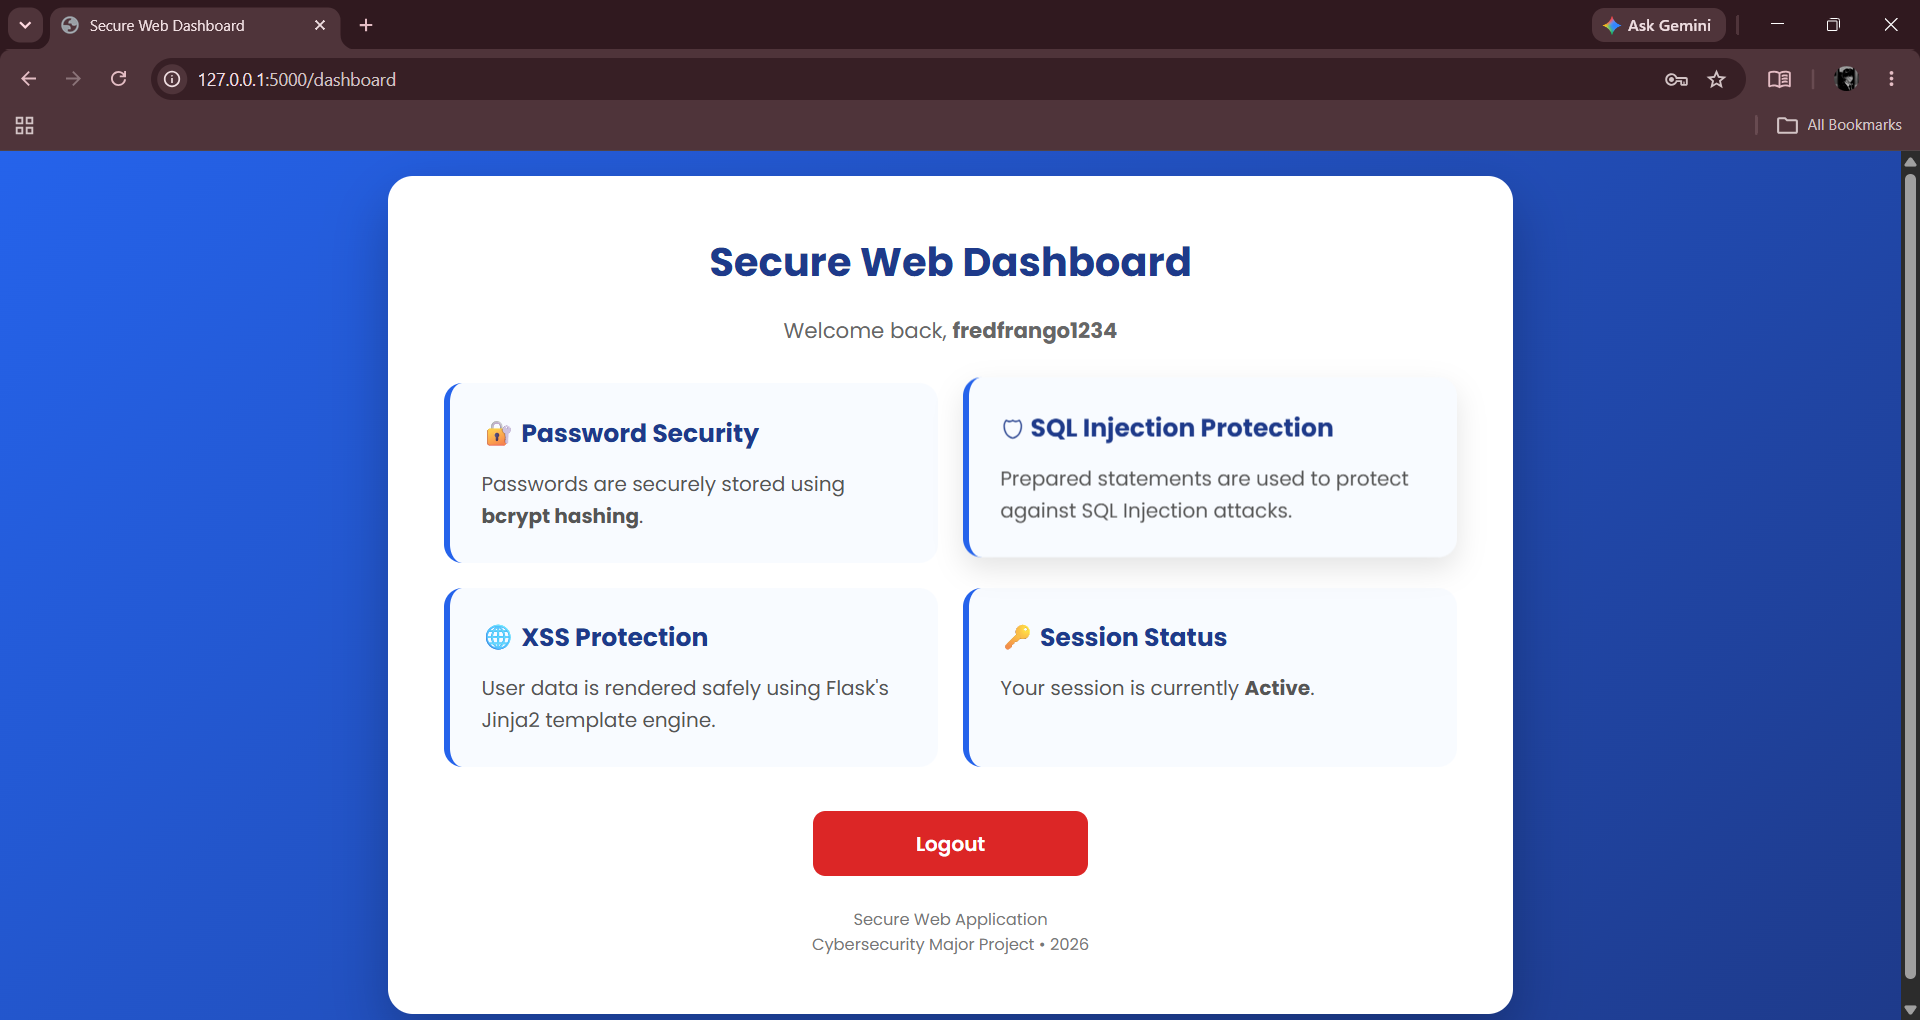 Secure Web Dashboard
Ask Gemini
127.0.0.1:5000/dashboard
All Bookmarks
Secure Web Dashboard
Welcome back, fredfrango1234
🔐 Password Security
Passwords are securely stored using
bcrypt hashing.
🛡 SQL Injection Protection
Prepared statements are used to protect
against SQL Injection attacks.
🌐 XSS Protection
User data is rendered safely using Flask's
Jinja2 template engine.
🔑 Session Status
Your session is currently Active.
Logout
Secure Web Application
Cybersecurity Major Project • 2026